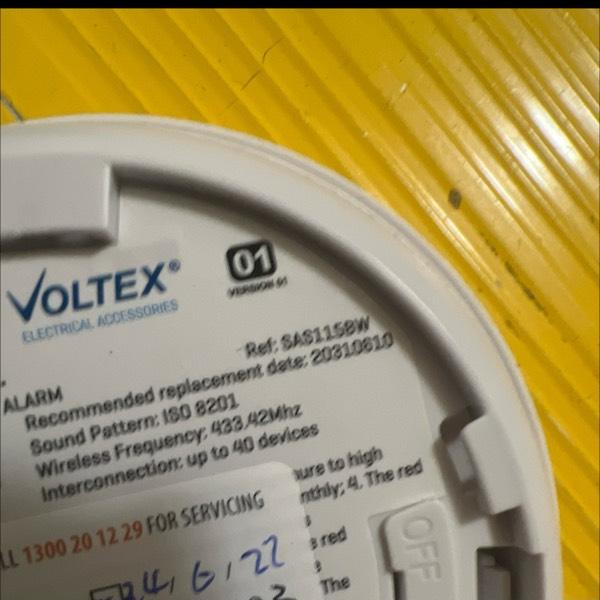 VOLTEX®
ELECTRICAL ACCESSORIES
01
VERSION 01
Ref: SAS115BW
ALARM
Recommended replacement date: 20310610
Sound Pattern: ISO 8201
Wireless Frequency: 433.42Mhz
Interconnection: up to 40 devices
to high
4. The red
red
The
1300 20 12 29 FOR SERVICING
6, 22
OFF